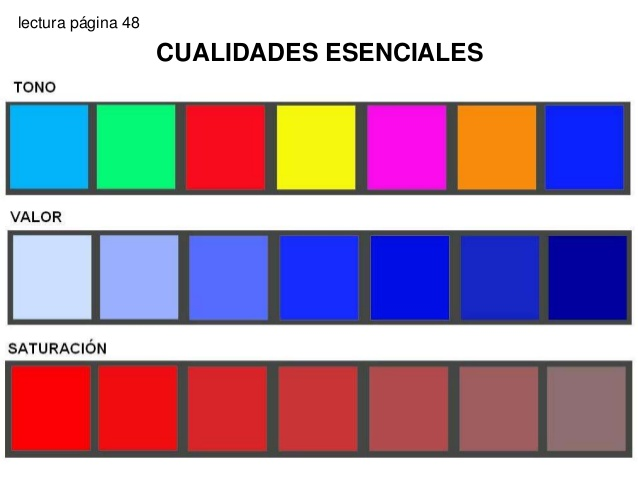 lectura página 48
CUALIDADES ESENCIALES
TONO
VALOR
SATURACIÓN